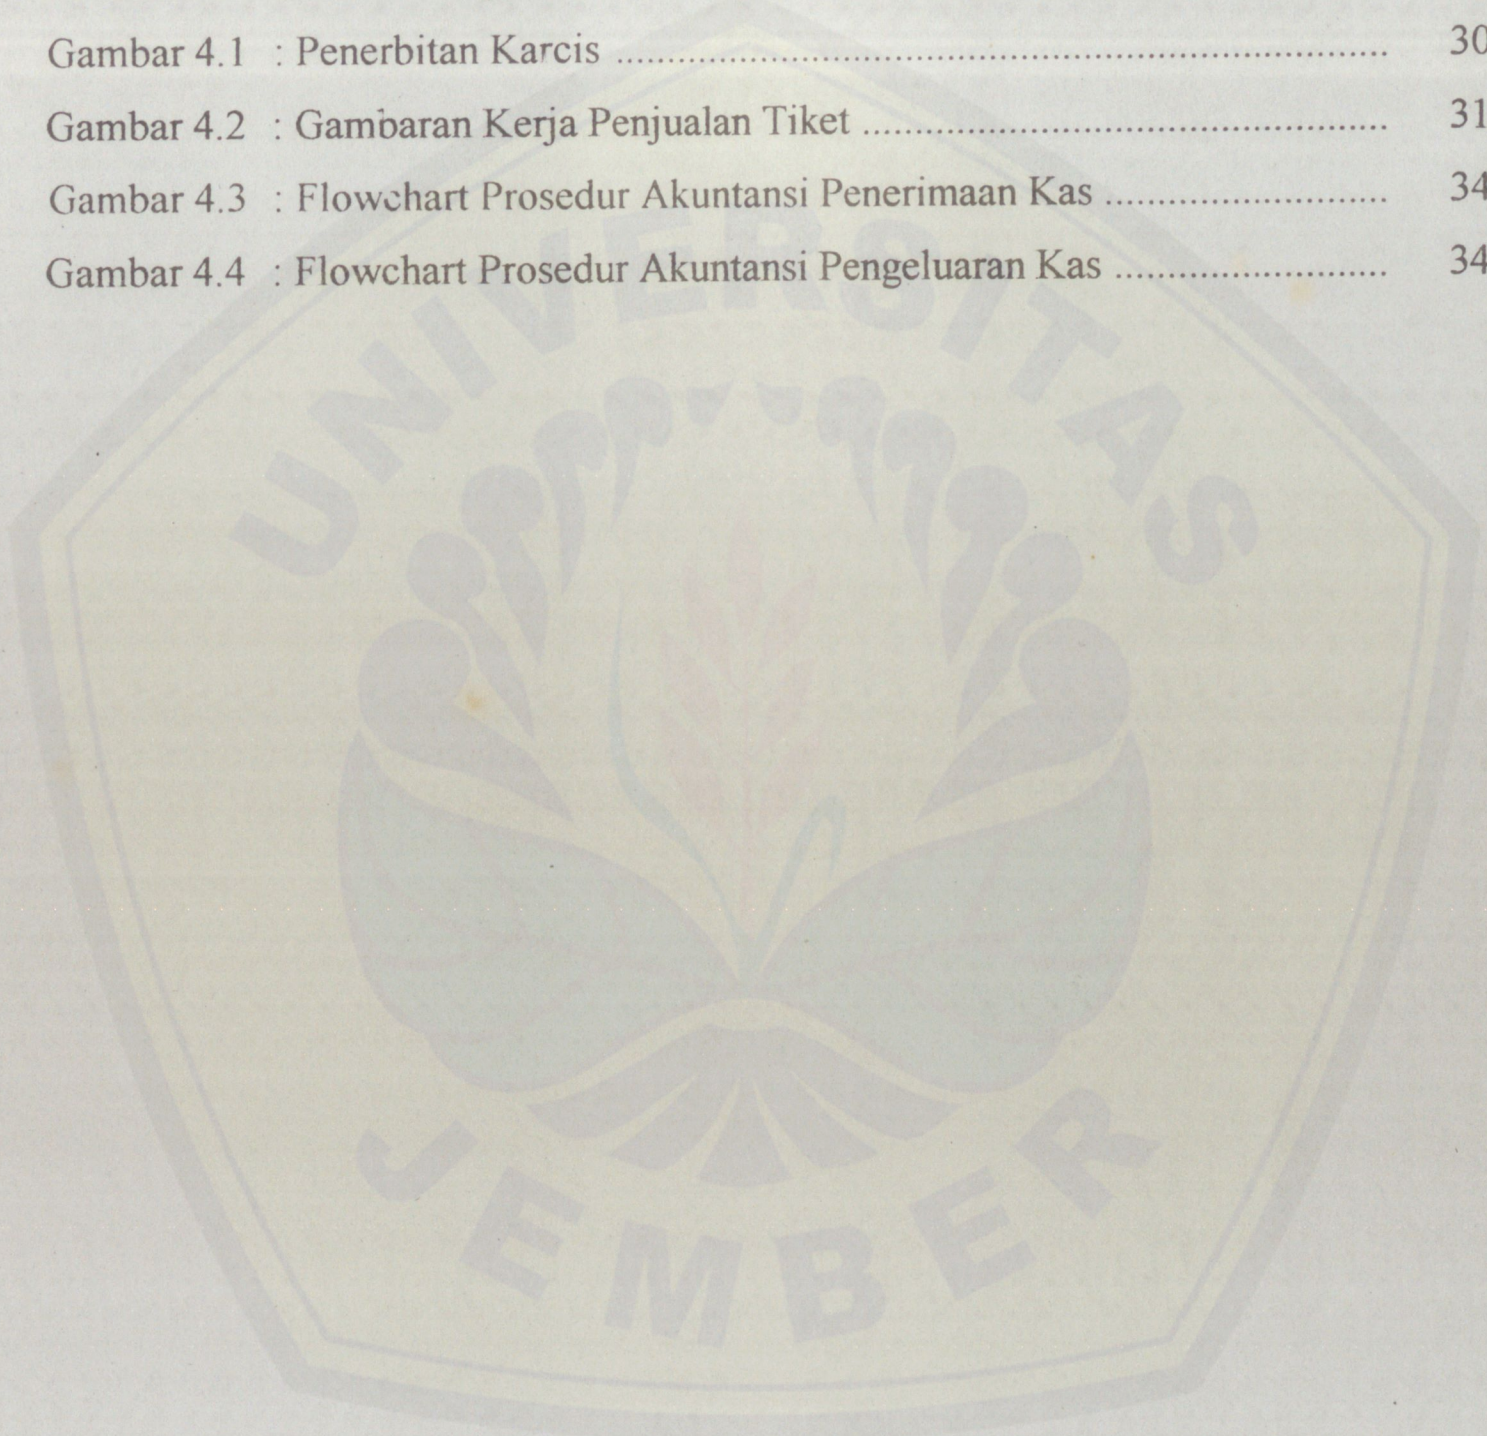 Gambar 4.1 : Penerbitan Karcis ........................................................................ 30
Gambar 4.2 : Gambaran Kerja Penjualan Tiket ................................................. 31
Gambar 4.3 : Flowchart Prosedur Akuntansi Penerimaan Kas .......................... 34
Gambar 4.4 : Flowchart Prosedur Akuntansi Pengeluaran Kas ......................... 34
UNIVERSITAS
JEMBER